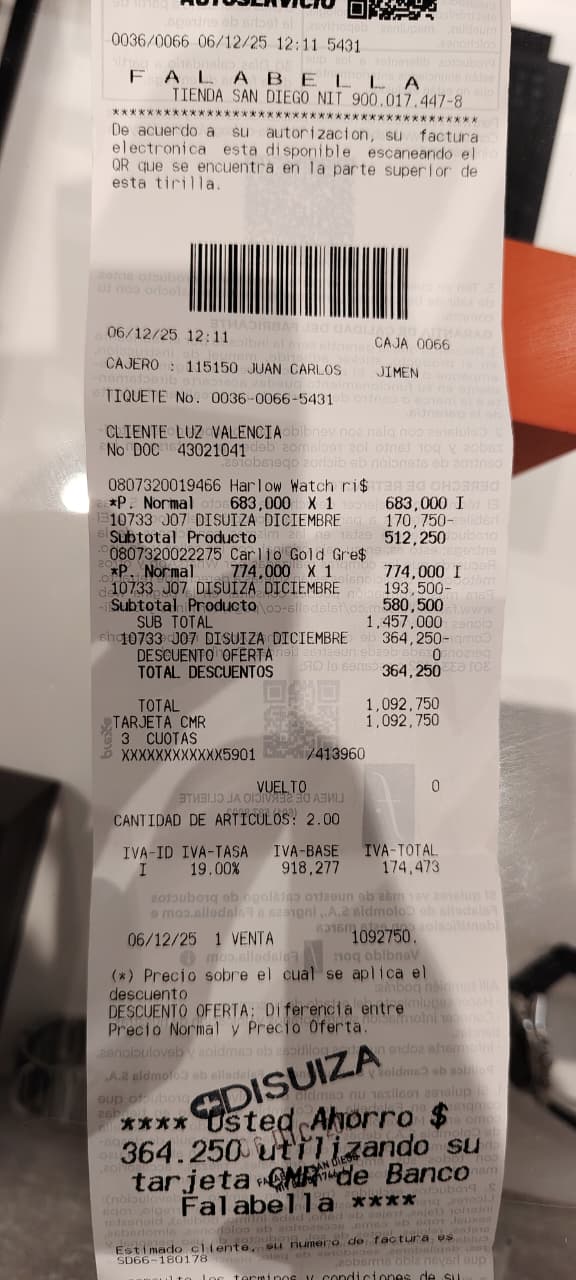 AUTOSERVICIO
0036/0066 06/12/25 12:11 5431
F A L A B E L L A
TIENDA SAN DIEGO NIT 900.017.447-8
******************************************
De acuerdo a su autorizacion, su factura
electronica esta disponible escaneando el
QR que se encuentra en la parte superior de
esta tirilla.
06/12/25 12:11 CAJA 0066
CAJERO : 115150 JUAN CARLOS JIMEN
TIQUETE No. 0036-0066-5431
CLIENTE LUZ VALENCIA
No DOC 43021041
0807320019466 Harlow Watch ri$
*P. Normal 683,000 X 1 683,000 I
10733 J07 DISUIZA DICIEMBRE 170,750-
Subtotal Producto 512,250
0807320022275 Carlie Gold Gre$
*P. Normal 774,000 X 1 774,000 I
10733 J07 DISUIZA DICIEMBRE 193,500-
Subtotal Producto 580,500
SUB TOTAL 1,457,000
10733 J07 DISUIZA DICIEMBRE 364,250-
DESCUENTO OFERTA 0
TOTAL DESCUENTOS 364,250
TOTAL 1,092,750
TARJETA CMR 1,092,750
3 CUOTAS
XXXXXXXXXXXX5901 /413960
VUELTO 0
CANTIDAD DE ARTICULOS: 2.00
IVA-ID IVA-TASA IVA-BASE IVA-TOTAL
I 19.00% 918,277 174,473
06/12/25 1 VENTA 1092750.
(*) Precio sobre el cual se aplica el
descuento
DESCUENTO OFERTA: Diferencia entre
Precio Normal y Precio Oferta.
DISUIZA
**** Usted Ahorro $
364.250 utilizando su
tarjeta CMR de Banco
Falabella ****
Estimado cliente, su numero de factura es
SD66-180178
los terminos y condiciones de su